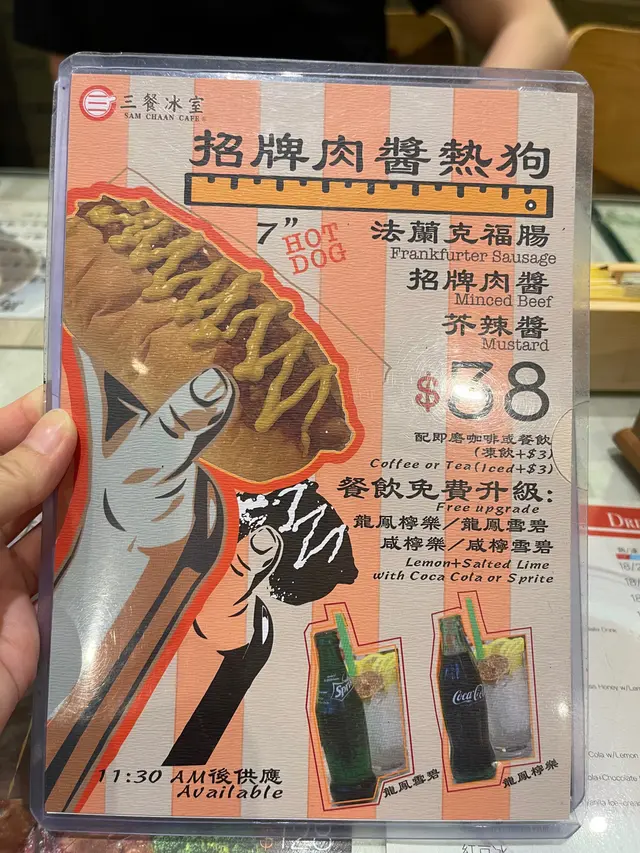 三餐冰室
SAM CHAAN CAFE
招牌肉醬熱狗
7"
HOT
DOG
法蘭克福腸
Frankfurter Sausage
招牌肉醬
Minced Beef
芥辣醬
Mustard
$38
配即磨咖啡或餐飲
(凍飲+$3)
Coffee or Tea(Iced+$3)
餐飲免費升級:
Free upgrade
龍鳳檸樂/龍鳳雪碧
咸檸樂/咸檸雪碧
Lemon+Salted Lime
with Coca Cola or Sprite
Sprite
Coca-Cola
龍鳳雪碧
龍鳳檸樂
11:30 AM後供應
Available